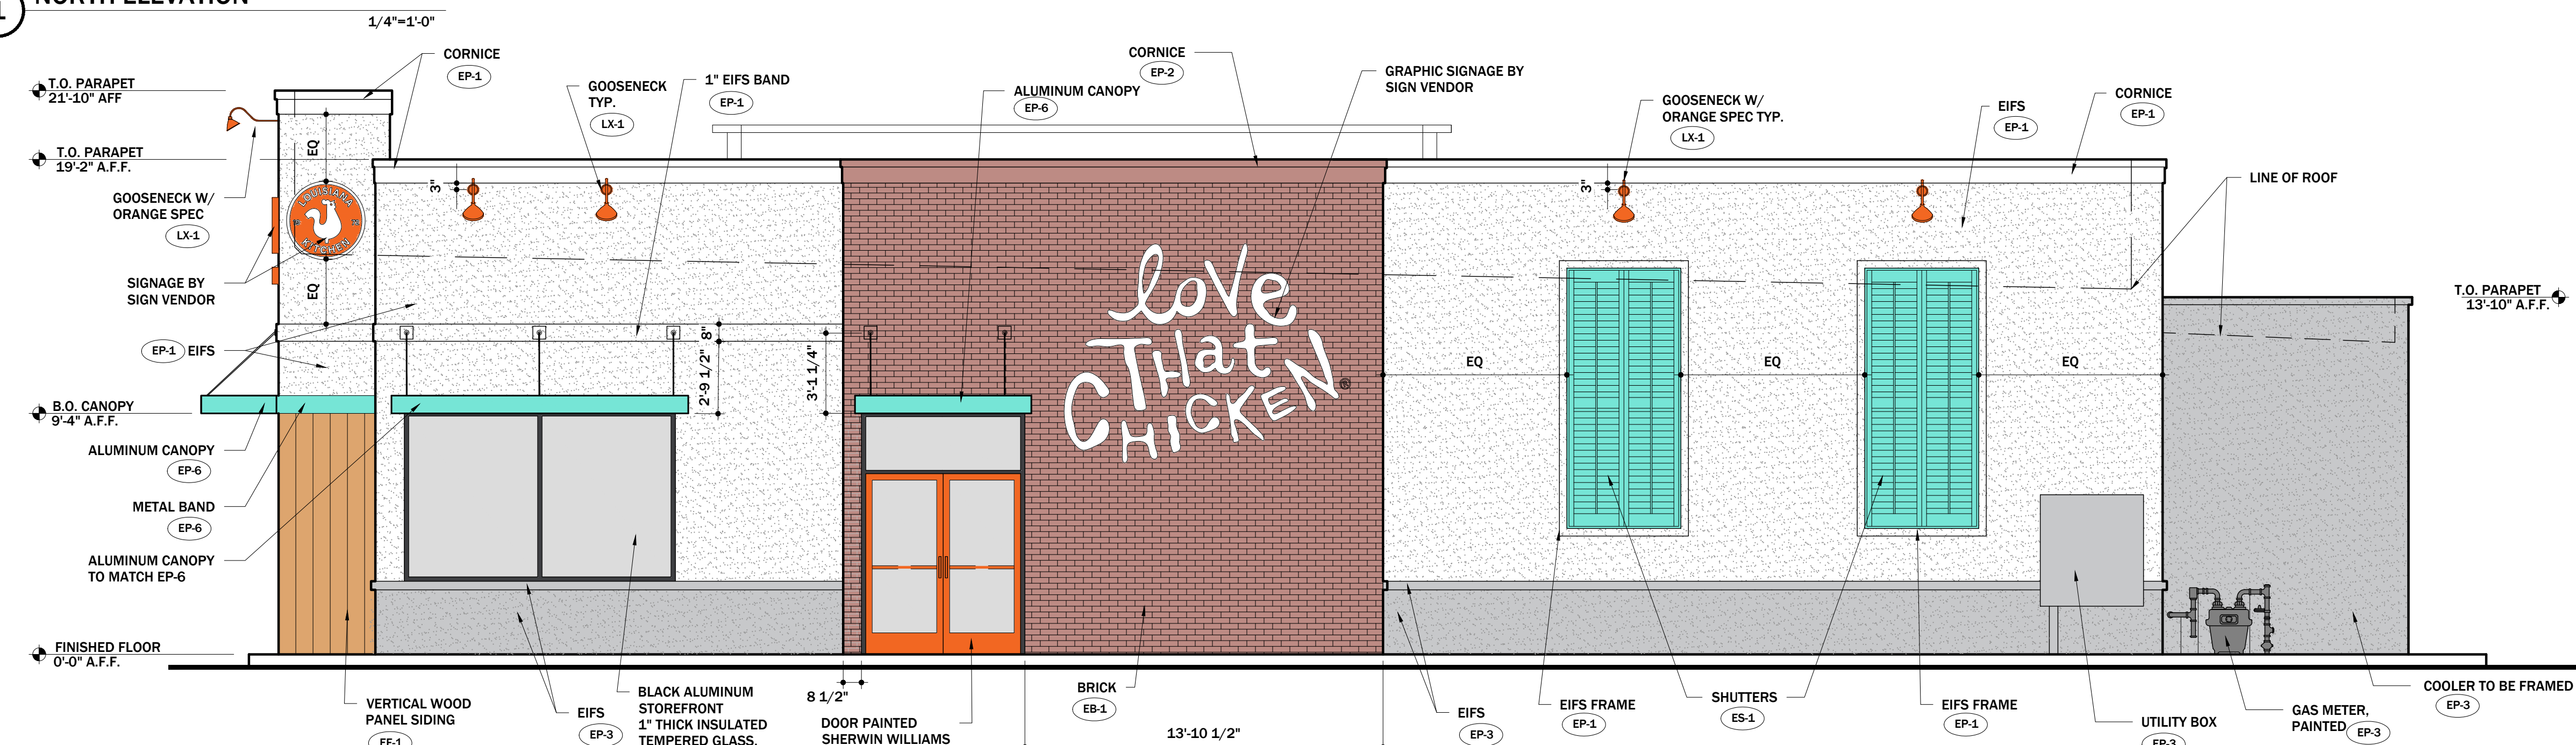 1/4"=1'-0"
CORNICE
EP-1
T.O. PARAPET
21'-10" AFF
T.O. PARAPET
19'-2" A.F.F.
GOOSENECK W/
ORANGE SPEC
LX-1
SIGNAGE BY
SIGN VENDOR
EP-1 EIFS
B.O. CANOPY
9'-4" A.F.F.
ALUMINUM CANOPY
EP-6
METAL BAND
EP-6
ALUMINUM CANOPY
TO MATCH EP-6
FINISHED FLOOR
0'-0" A.F.F.
EQ
LOUISIANA
KITCHEN
EQ
GOOSENECK
TYP.
LX-1
1" EIFS BAND
EP-1
3"
8"
2'-9 1/2"
3'-1 1/4"
ALUMINUM CANOPY
EP-6
CORNICE
EP-2
GRAPHIC SIGNAGE BY
SIGN VENDOR
love
THat
CHICKEN®
GOOSENECK W/
ORANGE SPEC TYP.
LX-1
3"
EIFS
EP-1
CORNICE
EP-1
LINE OF ROOF
T.O. PARAPET
13'-10" A.F.F.
EQ
EQ
EQ
VERTICAL WOOD
PANEL SIDING
EIFS
EP-3
BLACK ALUMINUM
STOREFRONT
1" THICK INSULATED
TEMPERED GLASS.
8 1/2"
DOOR PAINTED
SHERWIN WILLIAMS
BRICK
EB-1
13'-10 1/2"
EIFS
EP-3
EIFS FRAME
EP-1
SHUTTERS
ES-1
EIFS FRAME
EP-1
UTILITY BOX
EP-3
GAS METER,
PAINTED EP-3
COOLER TO BE FRAMED
EP-3